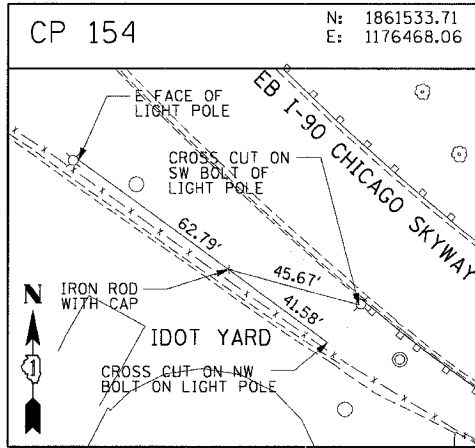 CP 154
N: 1861533.71
E: 1176468.06
E FACE OF
LIGHT POLE
EB I-90 CHICAGO SKYWAY
CROSS CUT ON
SW BOLT OF
LIGHT POLE
62.79'
45.67'
41.58'
IRON ROD
WITH CAP
N
1
IDOT YARD
CROSS CUT ON NW
BOLT ON LIGHT POLE